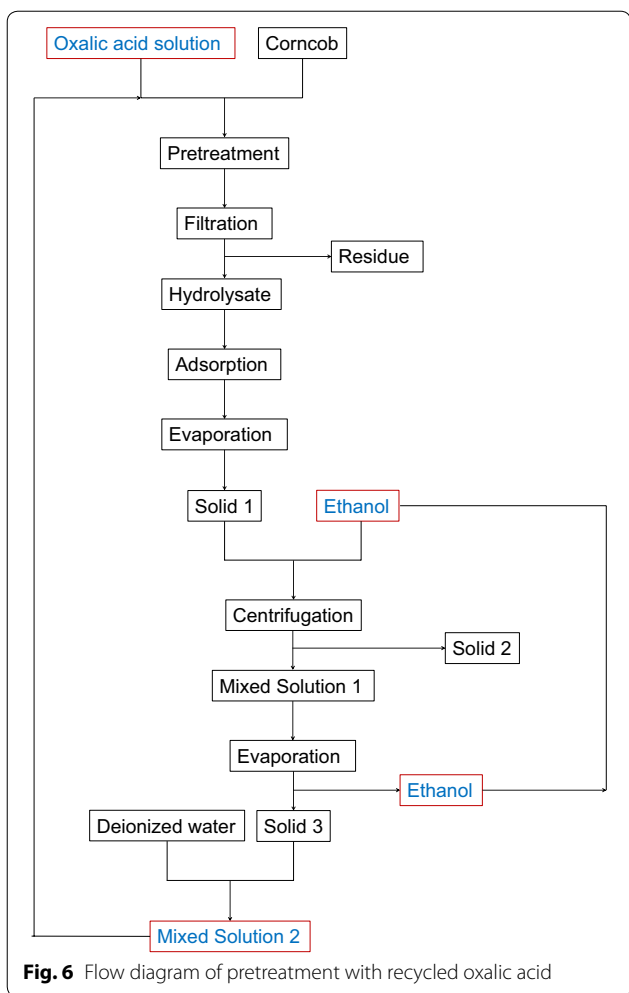 Oxalic acid solution
Corncob
Pretreatment
Filtration
Residue
Hydrolysate
Adsorption
Evaporation
Solid 1
Ethanol
Centrifugation
Solid 2
Mixed Solution 1
Evaporation
Ethanol
Deionized water
Solid 3
Mixed Solution 2
Fig. 6 Flow diagram of pretreatment with recycled oxalic acid